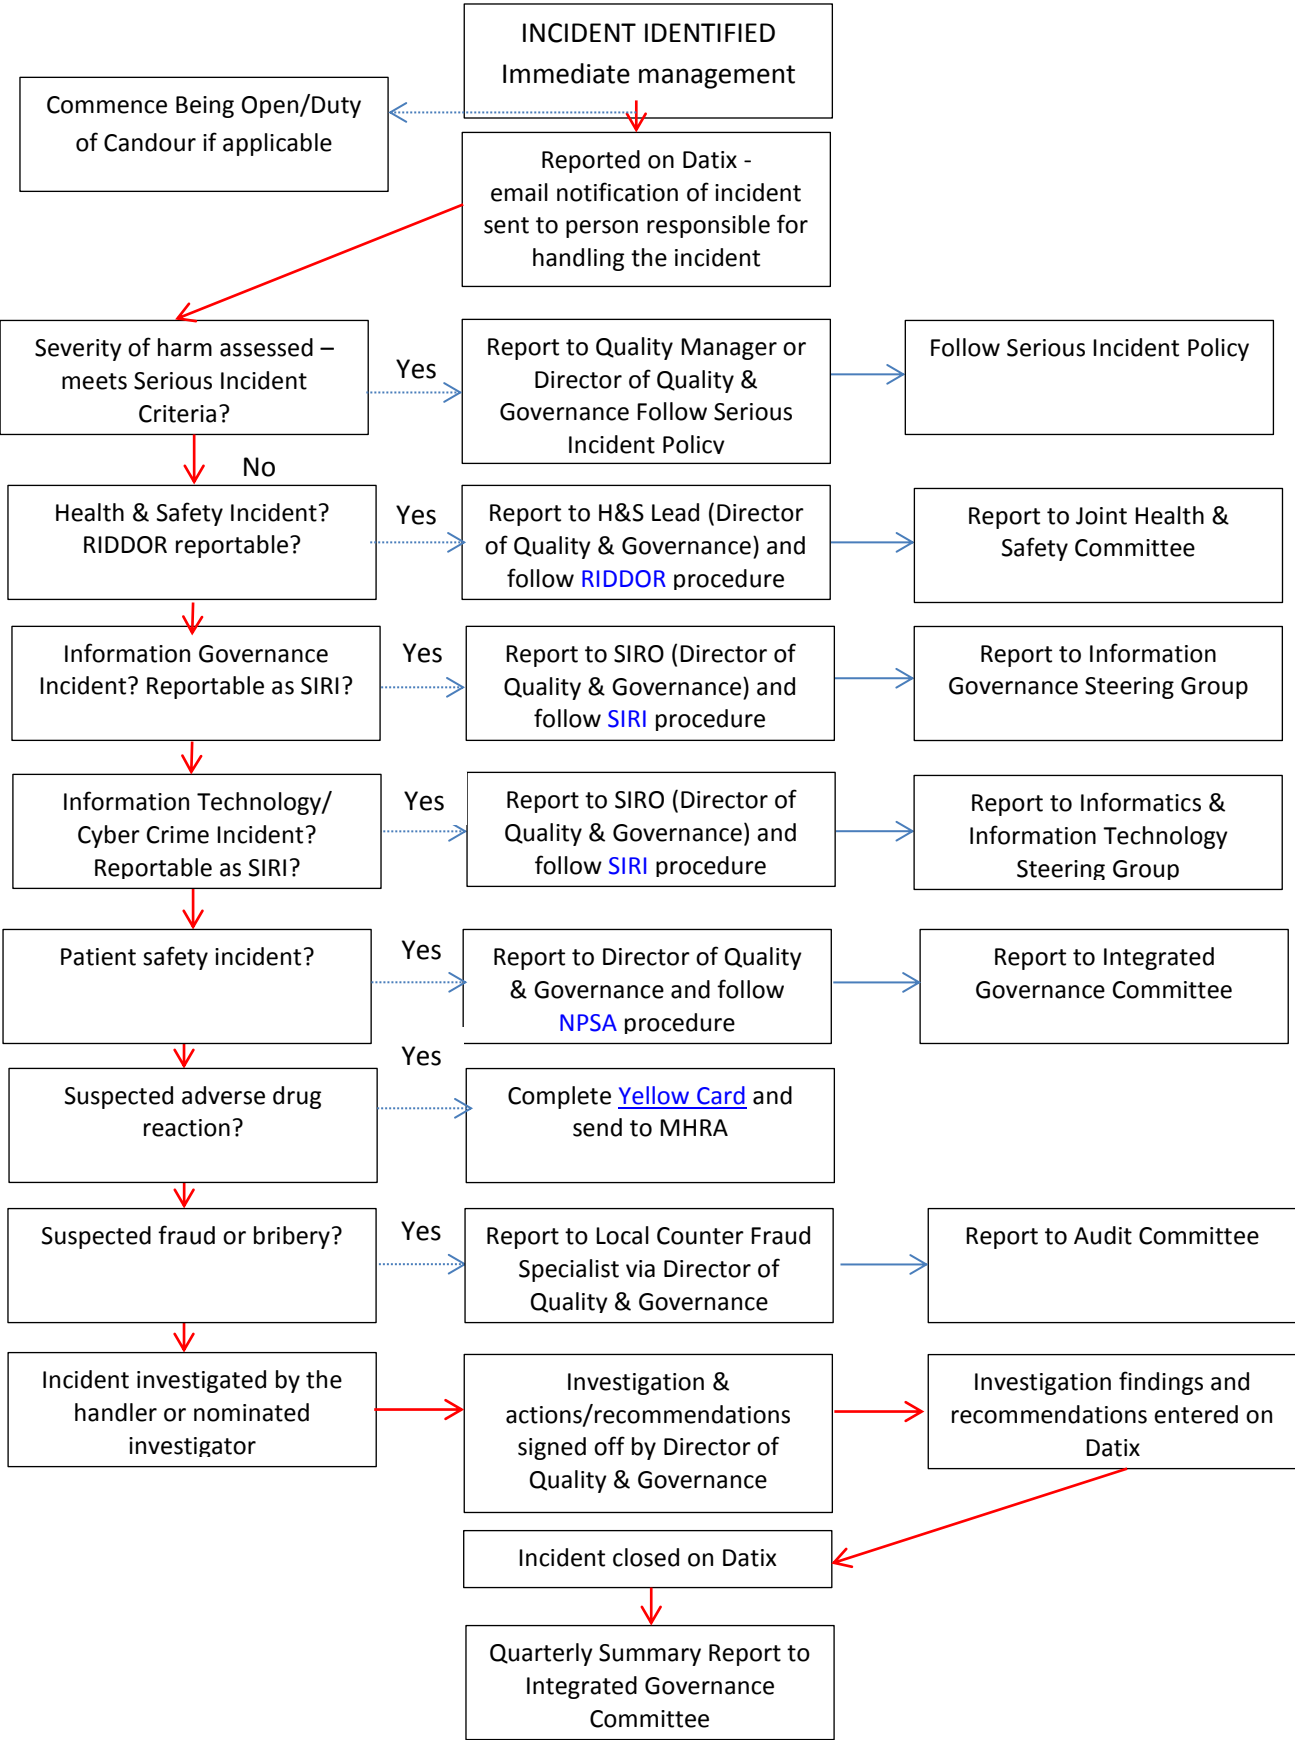 INCIDENT IDENTIFIED
Immediate management
Commence Being Open/Duty
of Candour if applicable
Reported on Datix -
email notification of incident
sent to person responsible for
handling the incident
Severity of harm assessed –
meets Serious Incident
Criteria?
Yes
Report to Quality Manager or
Director of Quality &
Governance Follow Serious
Incident Policy
Follow Serious Incident Policy
No
Health & Safety Incident?
RIDDOR reportable?
Yes
Report to H&S Lead (Director
of Quality & Governance) and
follow RIDDOR procedure
Report to Joint Health &
Safety Committee
Information Governance
Incident? Reportable as SIRI?
Yes
Report to SIRO (Director of
Quality & Governance) and
follow SIRI procedure
Report to Information
Governance Steering Group
Information Technology/
Cyber Crime Incident?
Reportable as SIRI?
Yes
Report to SIRO (Director of
Quality & Governance) and
follow SIRI procedure
Report to Informatics &
Information Technology
Steering Group
Patient safety incident?
Yes
Report to Director of Quality
& Governance and follow
NPSA procedure
Report to Integrated
Governance Committee
Suspected adverse drug
reaction?
Yes
Complete Yellow Card and
send to MHRA
Suspected fraud or bribery?
Yes
Report to Local Counter Fraud
Specialist via Director of
Quality & Governance
Report to Audit Committee
Incident investigated by the
handler or nominated
investigator
Investigation &
actions/recommendations
signed off by Director of
Quality & Governance
Investigation findings and
recommendations entered on
Datix
Incident closed on Datix
Quarterly Summary Report to
Integrated Governance
Committee